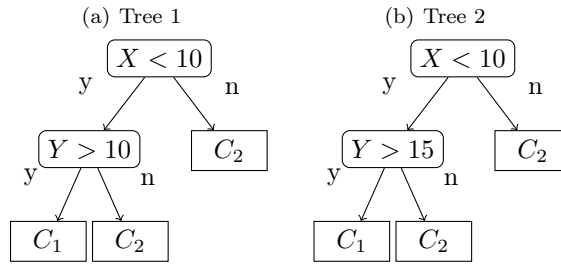 (a) Tree 1
X < 10
y
n
Y > 10
C₂
y
n
C₁
C₂
(b) Tree 2
X < 10
y
n
Y > 15
C₂
y
n
C₁
C₂